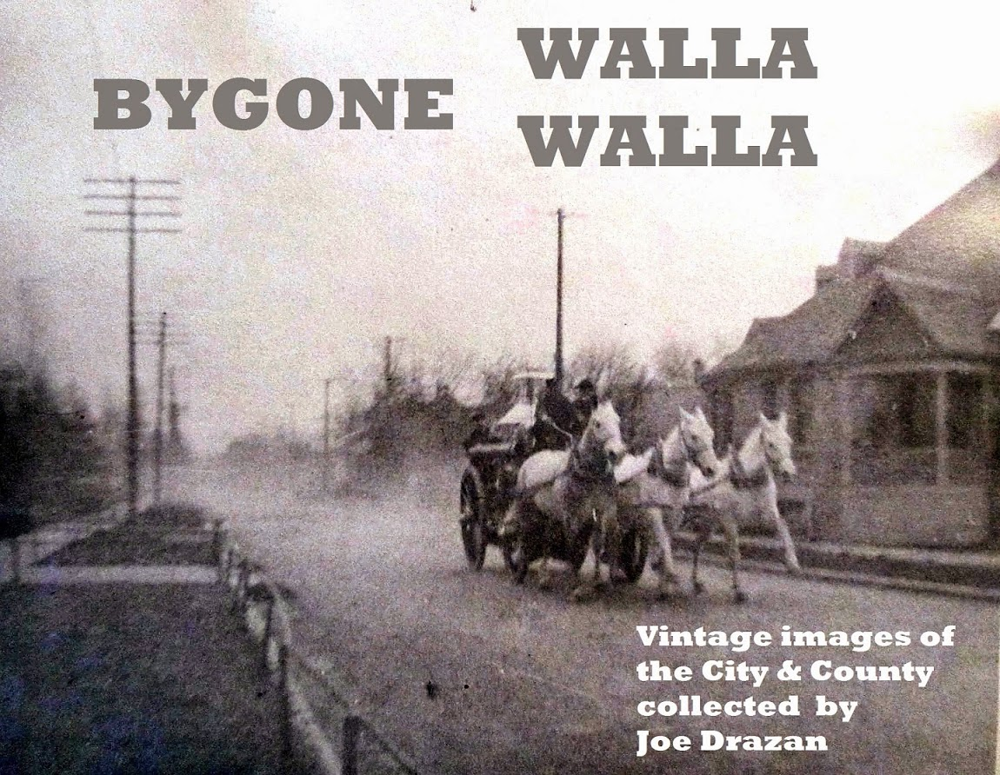 BYGONE
WALLA
WALLA
Vintage images of
the City & County
collected by
Joe Drazan